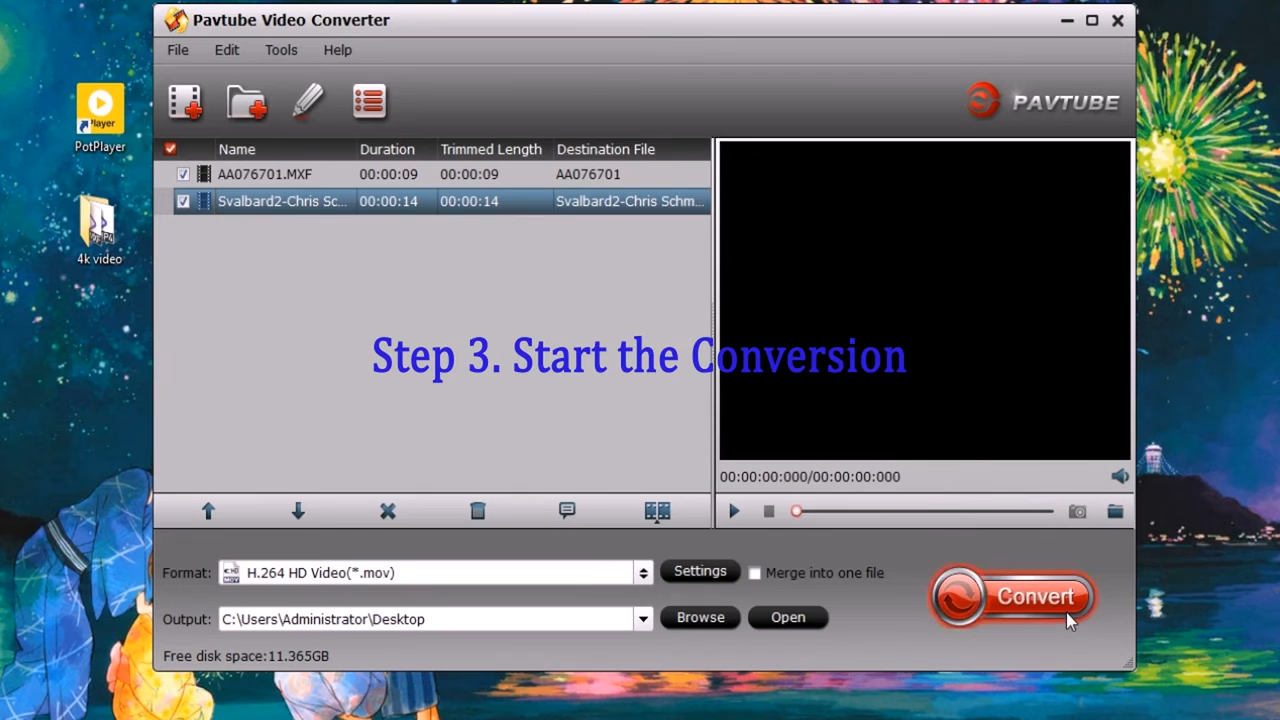 Pavtube Video Converter
File Edit Tools Help
PAVTUBE
Player
PotPlayer
4k video
Name Duration Trimmed Length Destination File
AA076701.MXF 00:00:09 00:00:09 AA076701
Svalbard2-Chris Sc... 00:00:14 00:00:14 Svalbard2-Chris Schm...
Step 3. Start the Conversion
00:00:00:000/00:00:00:000
Format: H.264 HD Video(*.mov) Settings Merge into one file
Convert
Output: C:\Users\Administrator\Desktop Browse Open
Free disk space:11.365GB